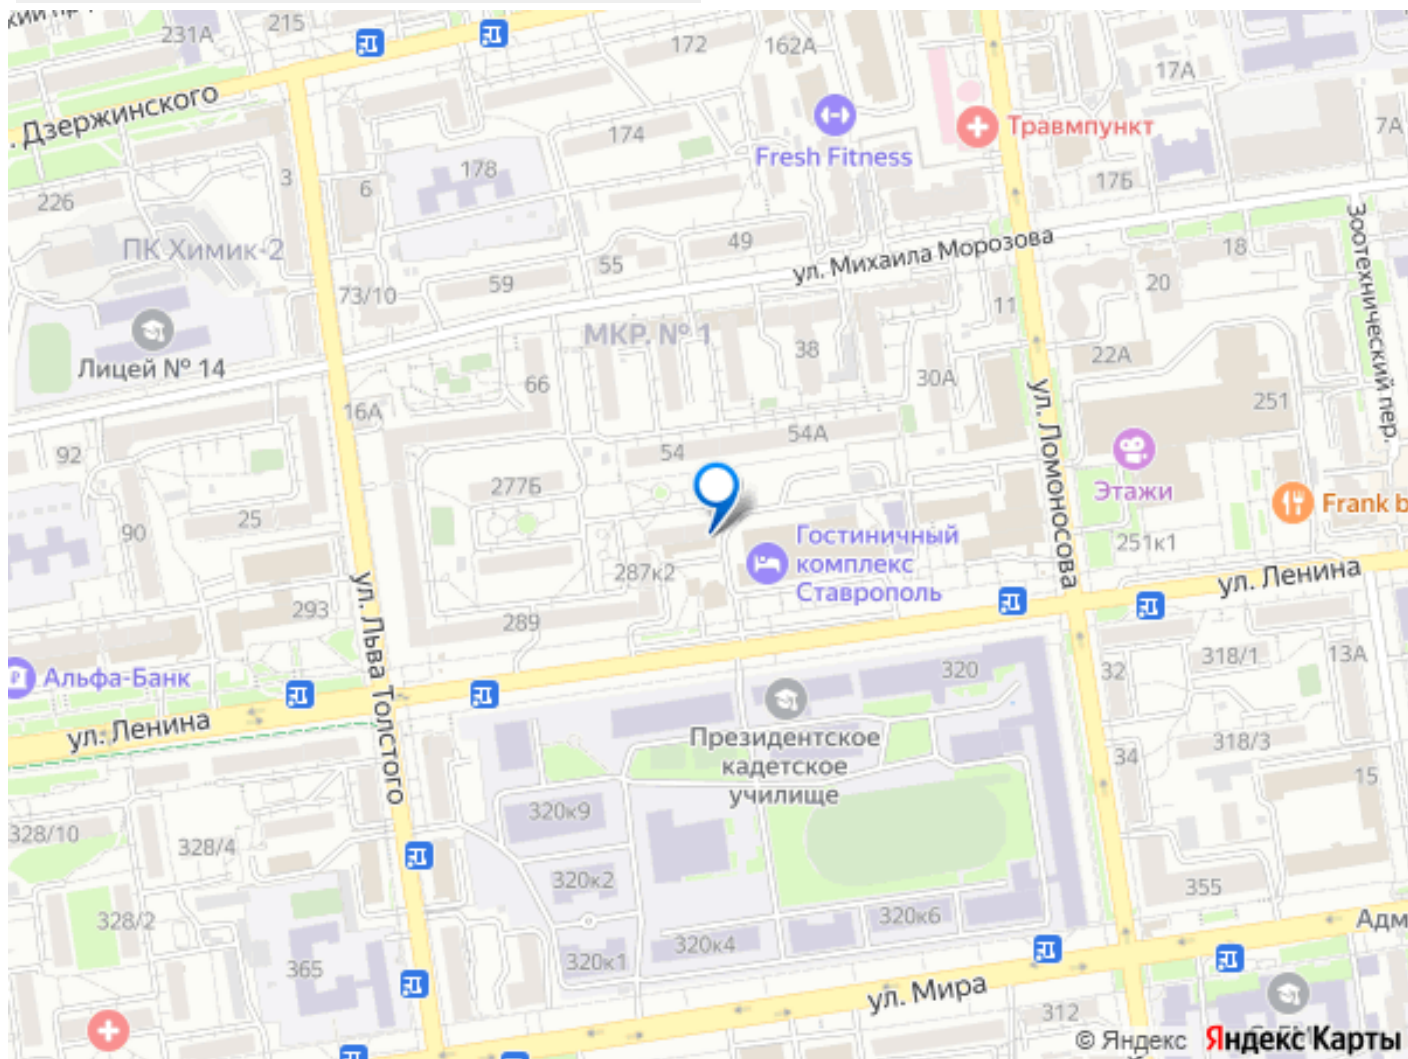 215
231А
172
162А
17А
ул. Дзержинского
Травмпункт
7А
174
Fresh Fitness
178
3
6
17Б
226
ПК Химик-2
49
ул. Михаила Морозова
18
Зоотехнический пер.
55
59
73/10
20
11
МКР. № 1
Лицей № 14
38
22А
66
30А
ул. Ломоносова
16А
251
54А
92
54
277Б
Этажи
Frank b
25
90
Гостиничный
комплекс
Ставрополь
251к1
287к2
ул. Ленина
293
289
ул. Льва Толстого
318/1
13А
320
32
Альфа-Банк
ул. Ленина
Президентское
кадетское
училище
318/3
34
15
320к9
328/10
328/4
320к2
355
328/2
320к6
Адм
320к4
320к1
365
ул. Мира
312
© Яндекс
Яндекс Карты